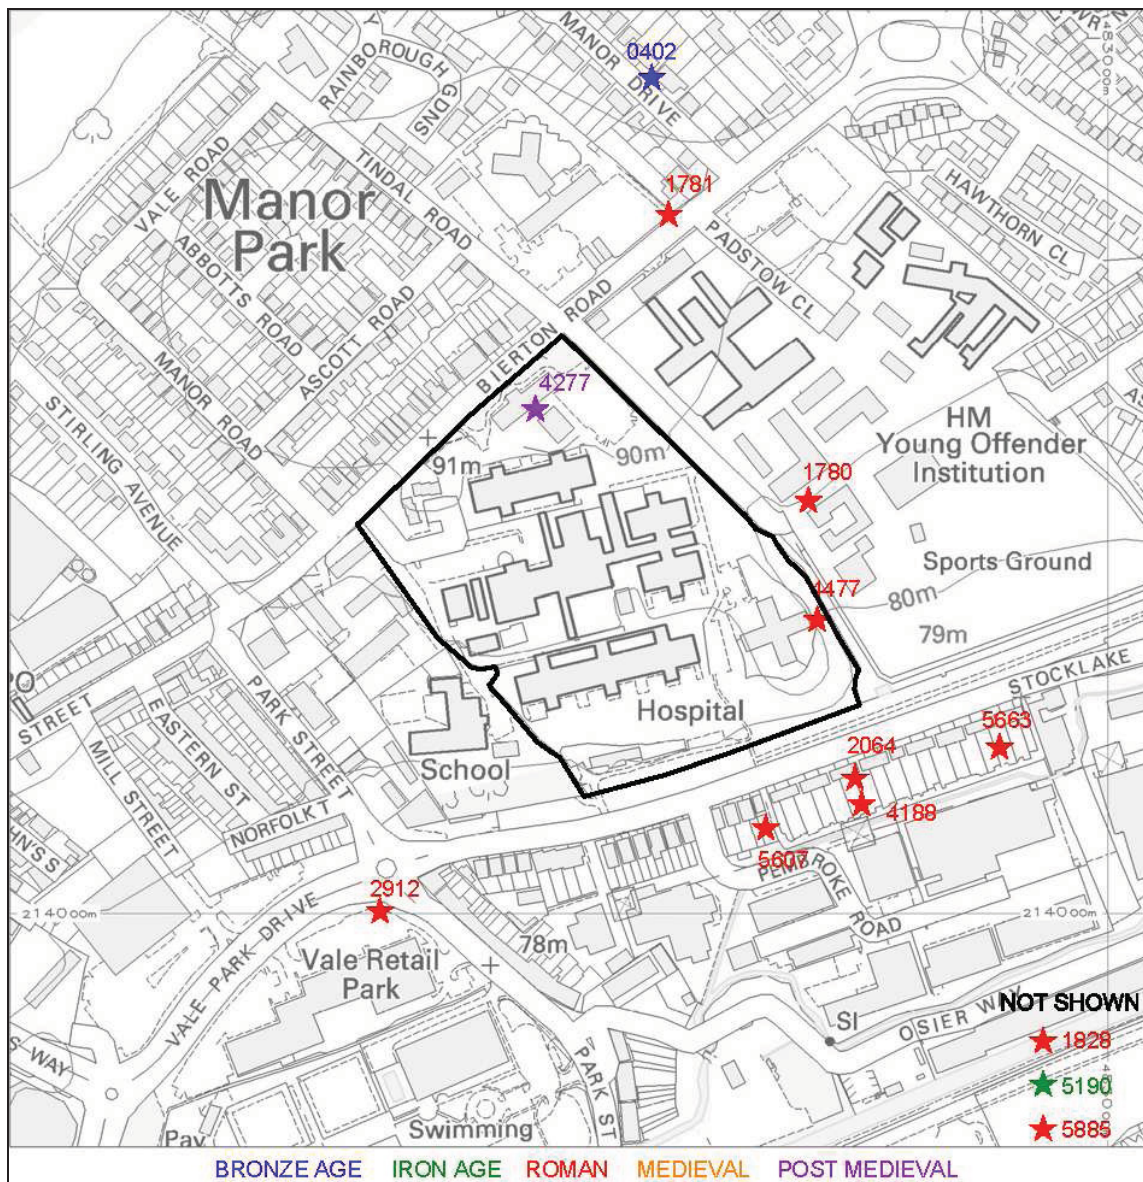 0402
MANOR DRIVE
RAINBOROUGH GDNS
VALE ROAD
TINDAL ROAD
1781
Manor
Park
HAWTHORN CL
PADSTOW CL
ABBOTTS ROAD
ASCOTT ROAD
BIERTON ROAD
MANOR ROAD
STIRLING AVENUE
4277
91m
90m
HM
Young Offender
Institution
1780
Sports Ground
4477
80m
79m
STOCKLAKE
STREET
PARK STREET
EASTERN ST
MILL STREET
Hospital
5663
2064
School
4188
NORFOLK T
5607
PEMBROKE ROAD
2912
214000m
214000m
VALE PARK DRIVE
78m
Vale Retail
Park
NOT SHOWN
SI
OSIER WAY
1828
S WAY
5190
PARK ST
5885
Pav
Swimming
BRONZE AGE IRON AGE ROMAN MEDIEVAL POST MEDIEVAL